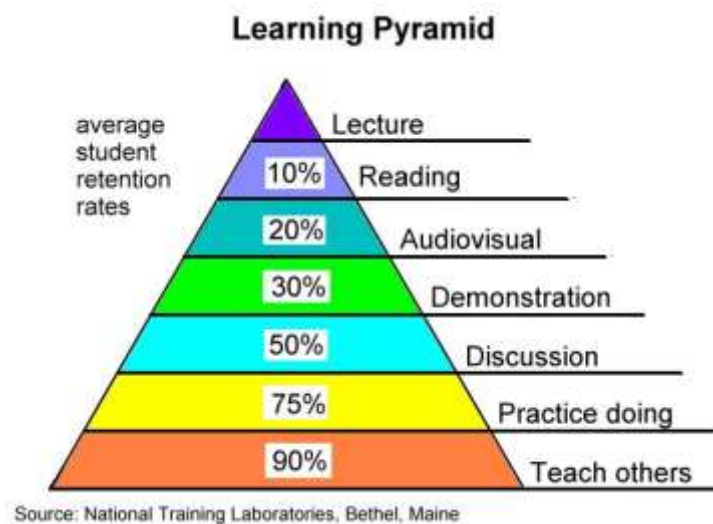 Learning Pyramid
average
student
retention
rates
Lecture
10% Reading
20% Audiovisual
30% Demonstration
50% Discussion
75% Practice doing
90% Teach others
Source: National Training Laboratories, Bethel, Maine